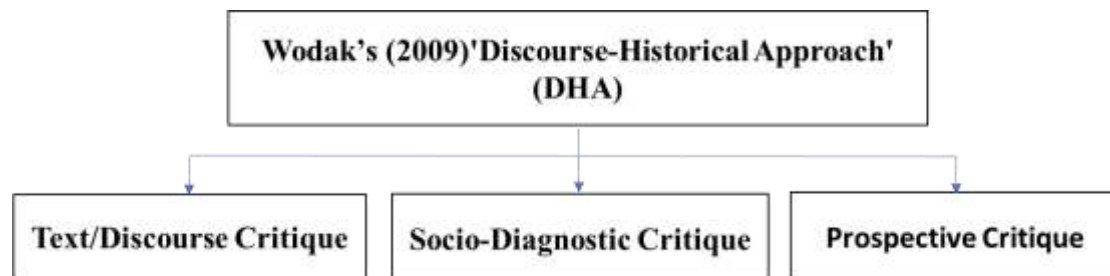 Wodak’s (2009)'Discourse-Historical Approach'
(DHA)
Text/Discourse Critique
Socio-Diagnostic Critique
Prospective Critique